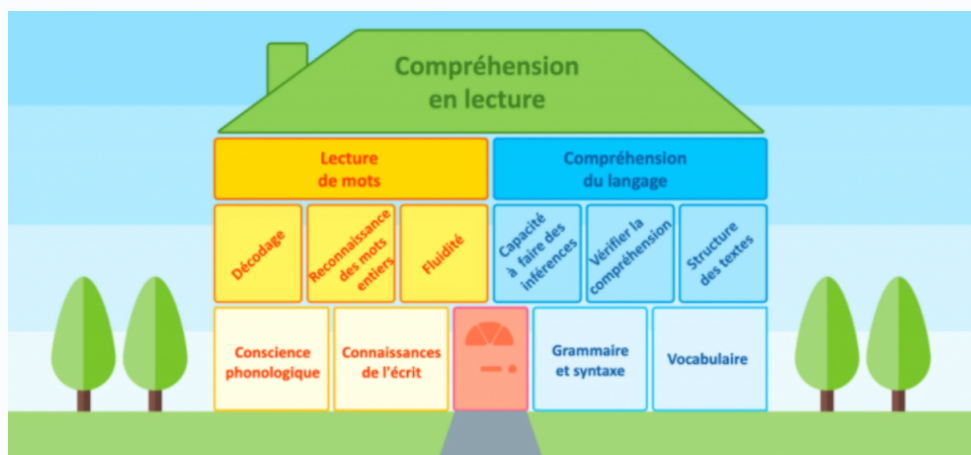 Compréhension
en lecture
Lecture
de mots
Compréhension
du langage
Décodage
Reconnaissance
des mots
entiers
Fluidité
Capacité
à faire des
inférences
Vérifier la
compréhension
Structure
des textes
Conscience
phonologique
Connaissances
de l'écrit
Grammaire
et syntaxe
Vocabulaire